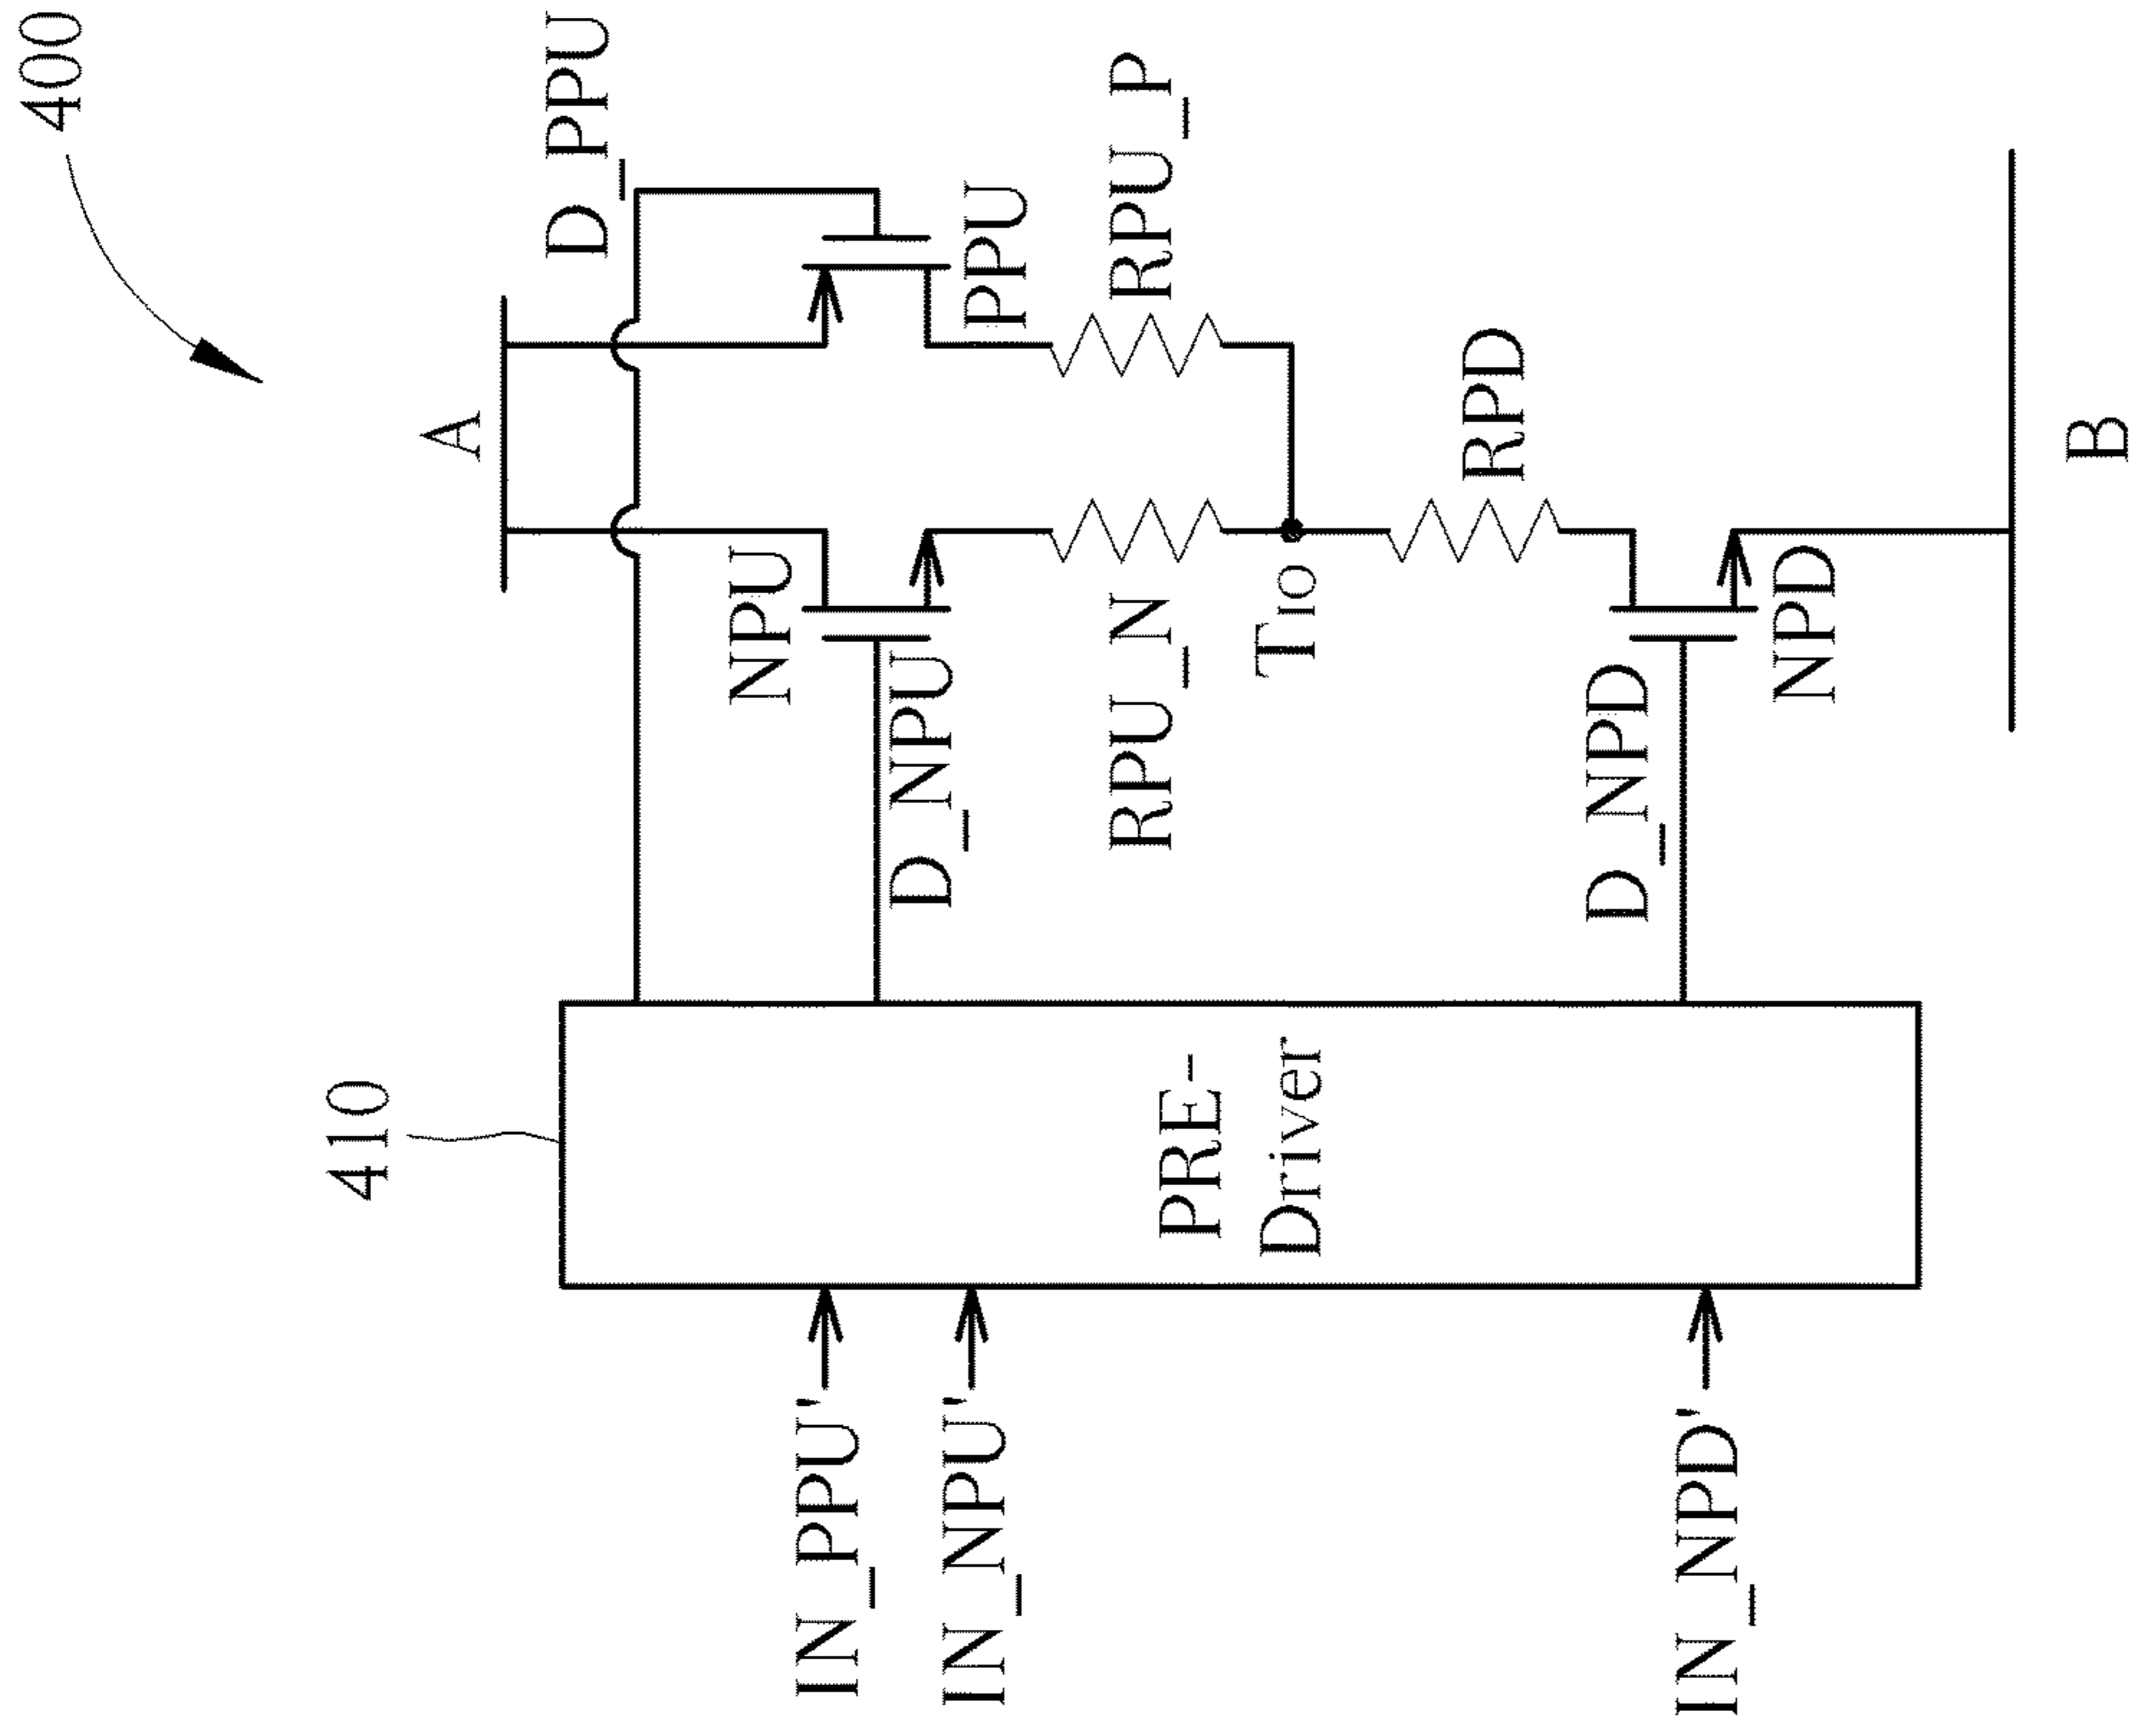 400
A
410
D_PPU
NPU
PPU
D_NPU
IN_PPU'
IN_NPU'
RPU_N
RPU_P
PRE-
Driver
TIO
RPD
D_NPD
IN_NPD'
NPD
B